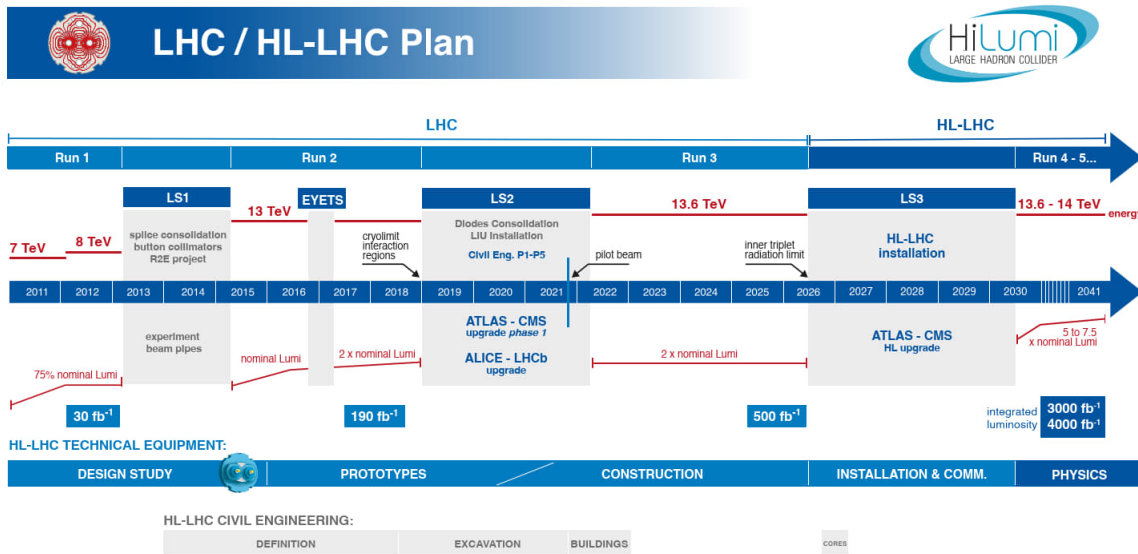 LHC / HL-LHC Plan
HiLumi
LARGE HADRON COLLIDER
LHC
HL-LHC
Run 1
Run 2
Run 3
Run 4 - 5...
LS1
EYETS
LS2
LS3
7 TeV
8 TeV
13 TeV
13.6 TeV
13.6 - 14 TeV
energy
splice consolidation
button collimators
R2E project
cryolimit
interaction
regions
Diodes Consolidation
LIU Installation
Civil Eng. P1-P5
pilot beam
inner triplet
radiation limit
HL-LHC
installation
2011 2012 2013 2014 2015 2016 2017 2018 2019 2020 2021 2022 2023 2024 2025 2026 2027 2028 2029 2030 2041
experiment
beam pipes
ATLAS - CMS
upgrade phase 1
ALICE - LHCb
upgrade
ATLAS - CMS
HL upgrade
75% nominal Lumi
nominal Lumi
2 x nominal Lumi
2 x nominal Lumi
5 to 7.5
x nominal Lumi
30 fb⁻¹
190 fb⁻¹
500 fb⁻¹
integrated
luminosity
3000 fb⁻¹
4000 fb⁻¹
HL-LHC TECHNICAL EQUIPMENT:
DESIGN STUDY
PROTOTYPES
CONSTRUCTION
INSTALLATION & COMM.
PHYSICS
HL-LHC CIVIL ENGINEERING:
DEFINITION
EXCAVATION
BUILDINGS
CORES